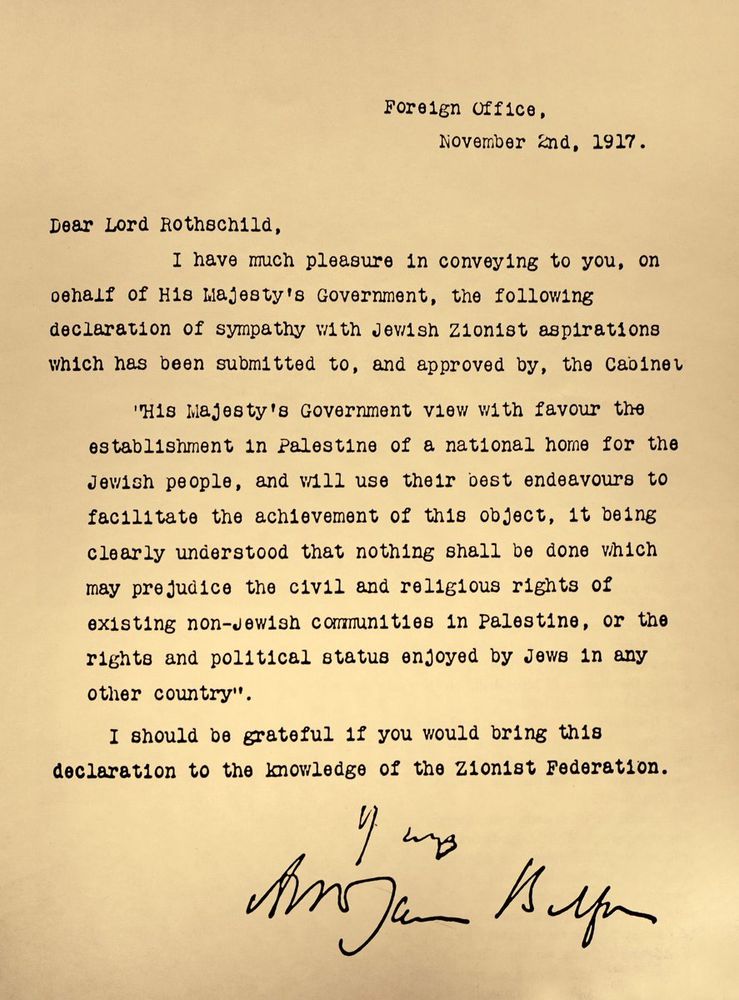 Foreign Office,
November 2nd, 1917.
Dear Lord Rothschild,
I have much pleasure in conveying to you, on
behalf of His Majesty's Government, the following
declaration of sympathy with Jewish Zionist aspirations
which has been submitted to, and approved by, the Cabinet
"His Majesty's Government view with favour the
establishment in Palestine of a national home for the
Jewish people, and will use their best endeavours to
facilitate the achievement of this object, it being
clearly understood that nothing shall be done which
may prejudice the civil and religious rights of
existing non-Jewish communities in Palestine, or the
rights and political status enjoyed by Jews in any
other country".
I should be grateful if you would bring this
declaration to the knowledge of the Zionist Federation.
Yours
Arthur James Balfour